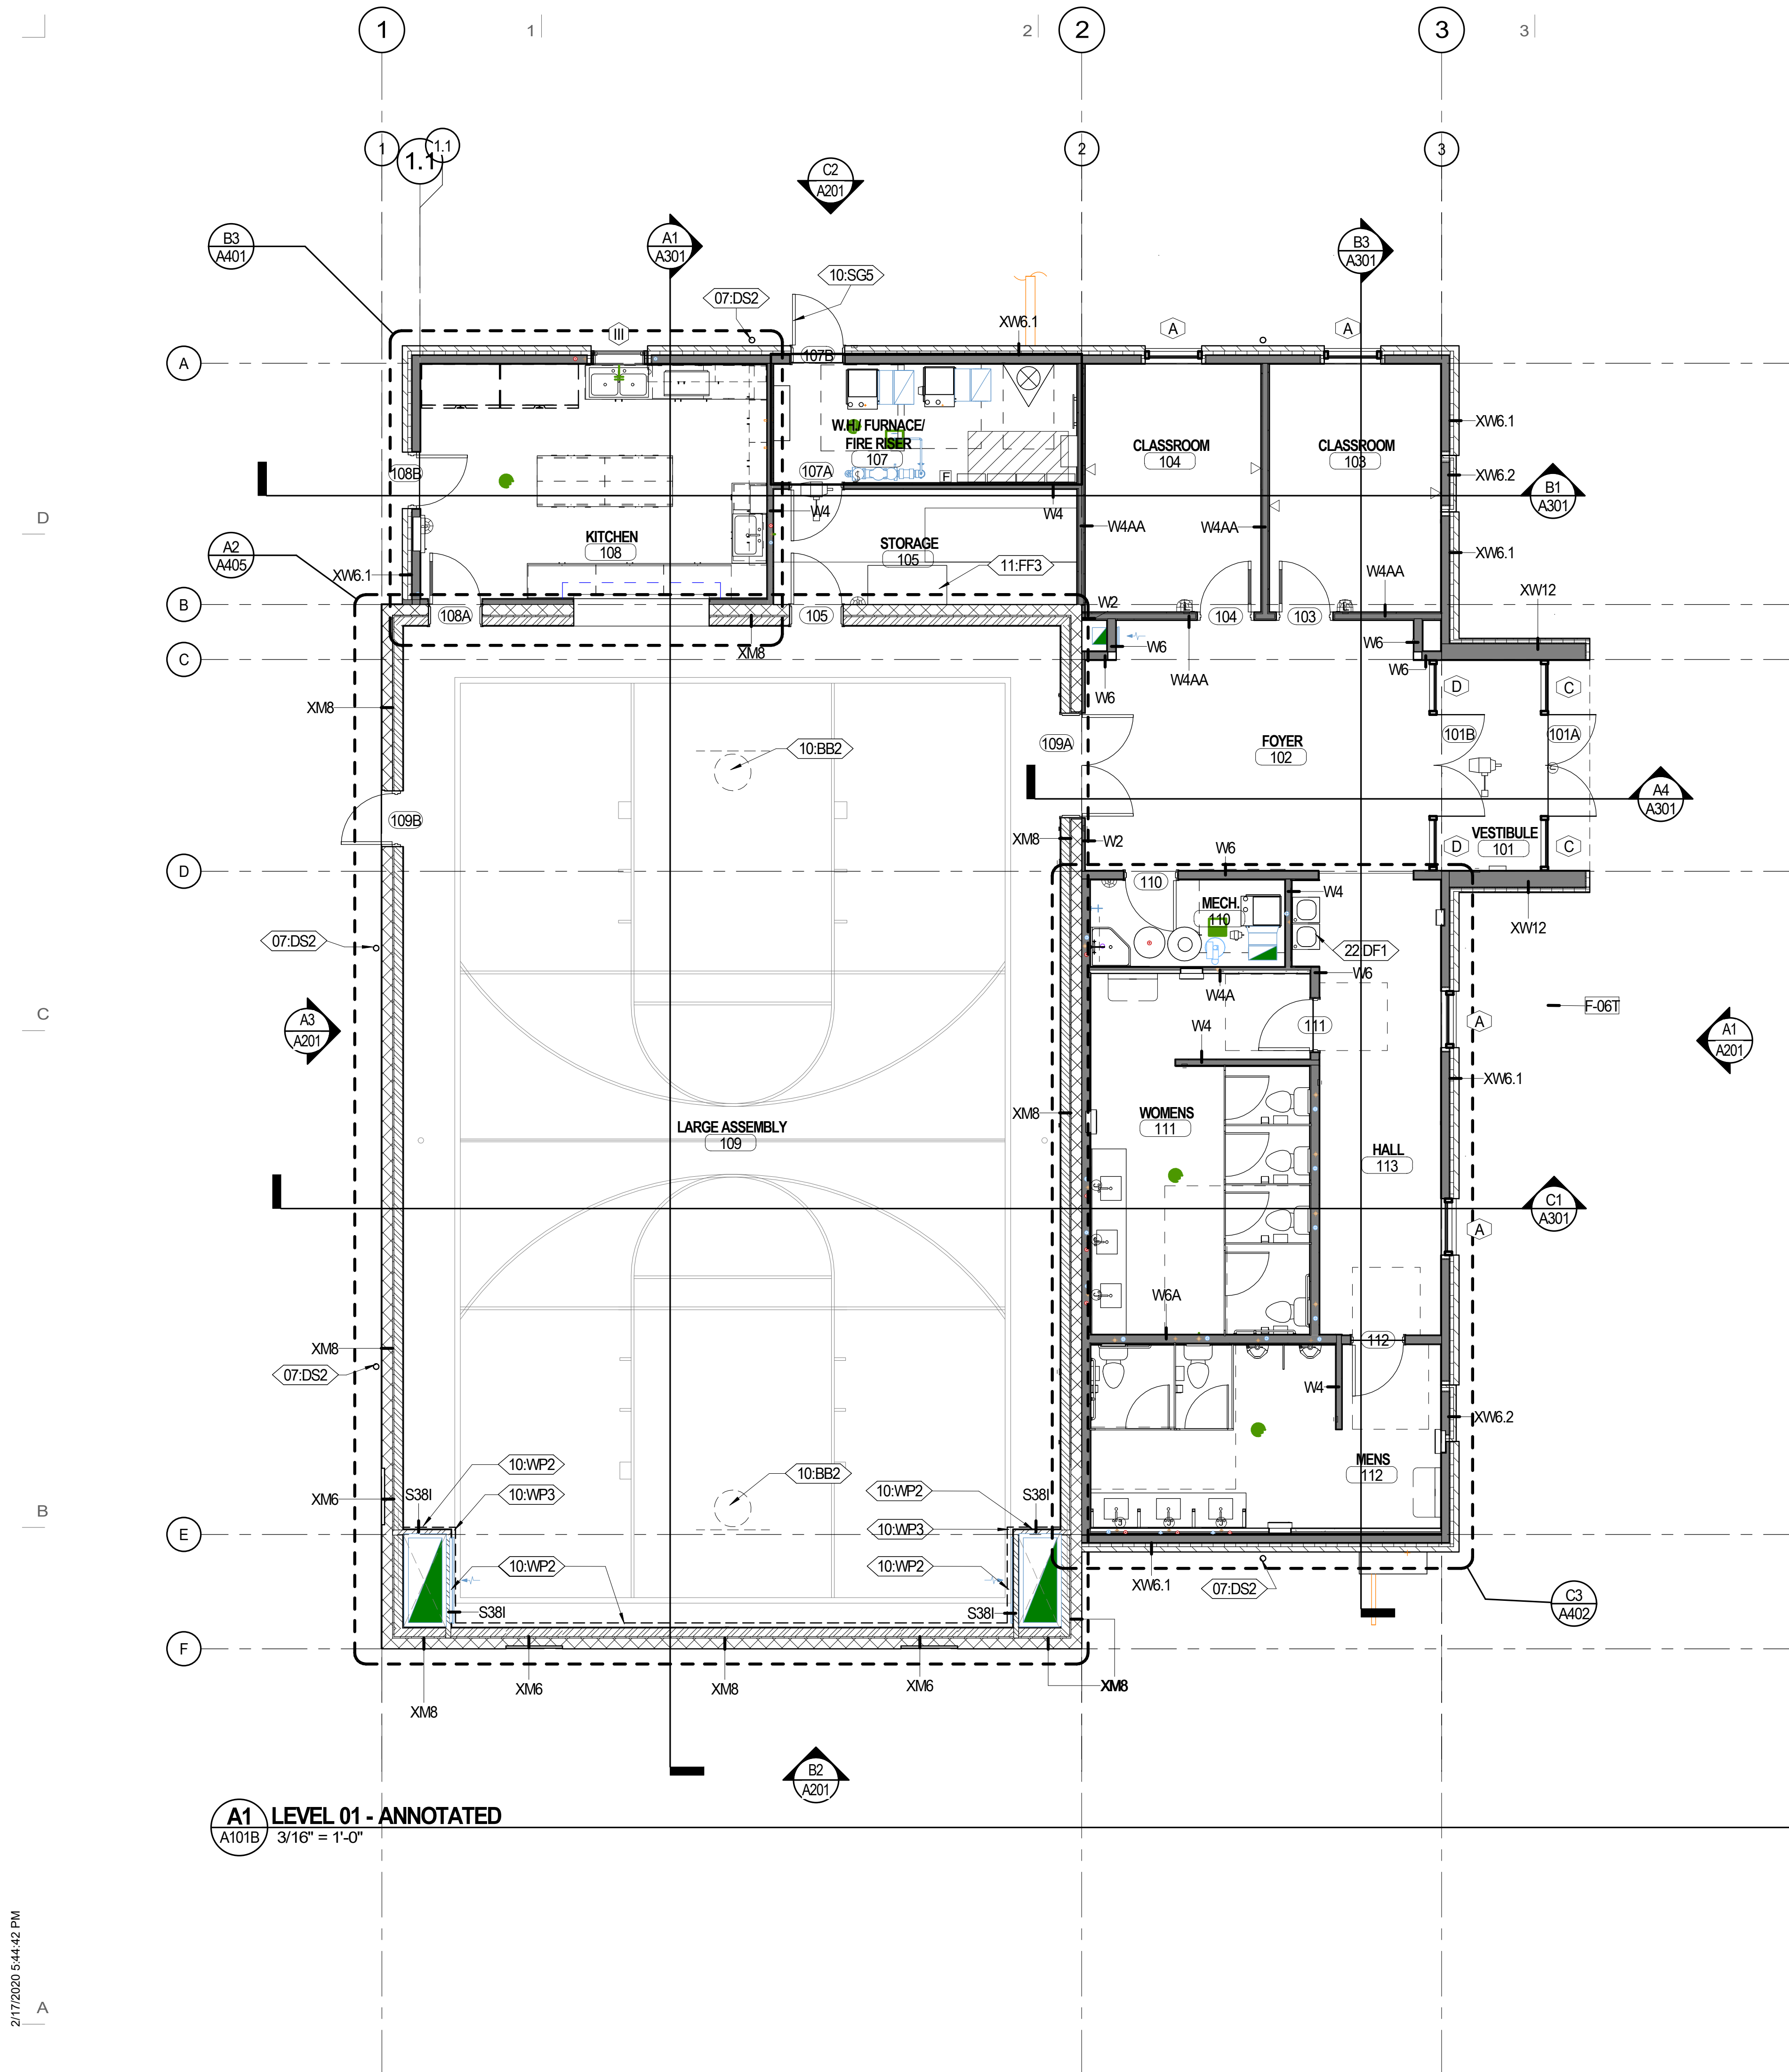 1
2
3
1
2
3
1
1.1
1.1
2
3
C2
A201
B3
A401
A1
A301
B3
A301
10:SG5
07:DS2
XW6.1
III
A
A
A
107B
W.H./ FURNACE/
FIRE RISER
107
CLASSROOM
104
CLASSROOM
103
XW6.1
108B
107A
F
XW6.2
B1
A301
D
W4
W4
W4AA
W4AA
KITCHEN
108
STORAGE
105
XW6.1
A2
A405
11:FF3
XW6.1
W4AA
XW12
B
108A
105
W2
104
103
W6
W6
C
XM8
W6
W6
W4AA
D
C
XM8
109A
FOYER
102
101B
101A
10:BB2
A4
A301
109B
XM8
W2
W6
D
VESTIBULE
101
C
D
110
MECH.
110
W4
XW12
07:DS2
22:DF1
W6
W4A
F-06T
C
A3
A201
W4
111
A
A1
A201
XW6.1
XM8
WOMENS
111
LARGE ASSEMBLY
109
HALL
113
C1
A301
A
W6A
XM8
112
07:DS2
W4
XW6.2
10:WP2
10:BB2
MENS
112
S38I
10:WP3
10:WP2
S38I
XM6
B
E
10:WP3
10:WP2
10:WP2
XW6.1
07:DS2
S38I
S38I
C3
A402
F
XM6
XM8
XM6
XM8
XM8
B2
A201
A1
A101B
LEVEL 01 - ANNOTATED
3/16" = 1'-0"
2/17/2020 5:44:42 PM
A